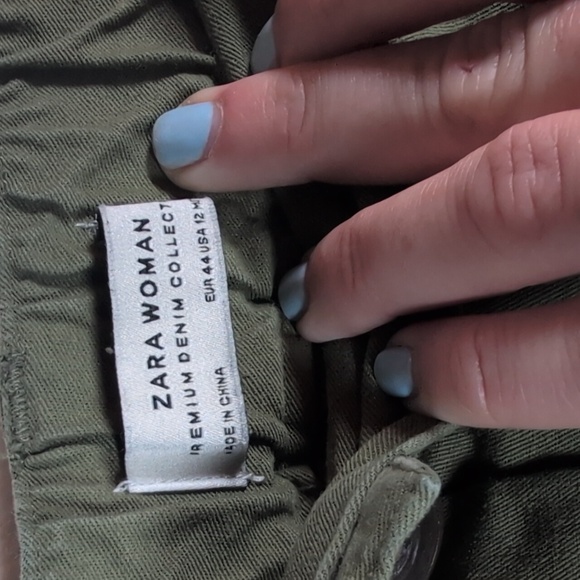 ZARA WOMAN
REMIUM DENIM COLLECT
EUR 44 USA 12 M
ADE IN CHINA